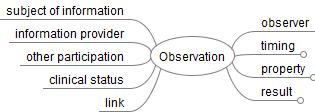 subject of information
information provider
other participation
clinical status
link
Observation
observer
timing
property
result